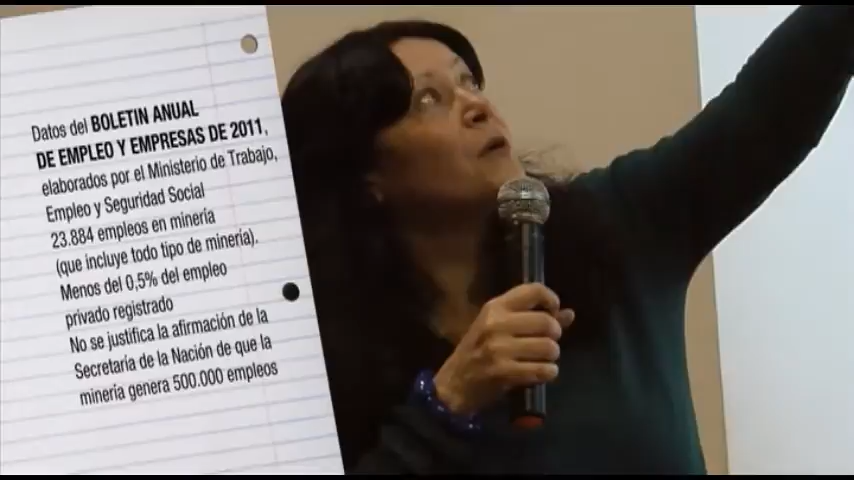 Datos del BOLETIN ANUAL
DE EMPLEO Y EMPRESAS DE 2011,
elaborados por el Ministerio de Trabajo,
Empleo y Seguridad Social
23.884 empleos en minería
(que incluye todo tipo de minería).
Menos del 0,5% del empleo
privado registrado
No se justifica la afirmación de la
Secretaría de la Nación de que la
minería genera 500.000 empleos